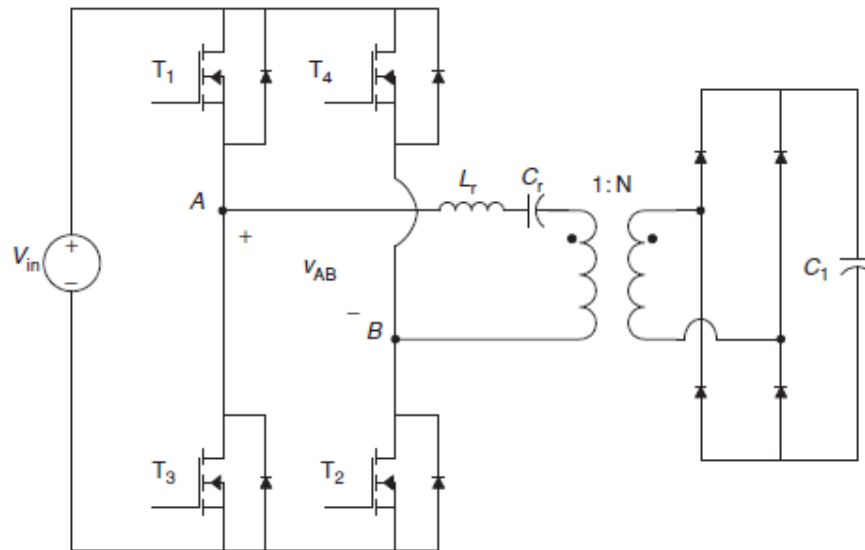 T1
T4
Lr
Cr
1:N
A
+
Vin
+
−
vAB
C1
−
B
T3
T2